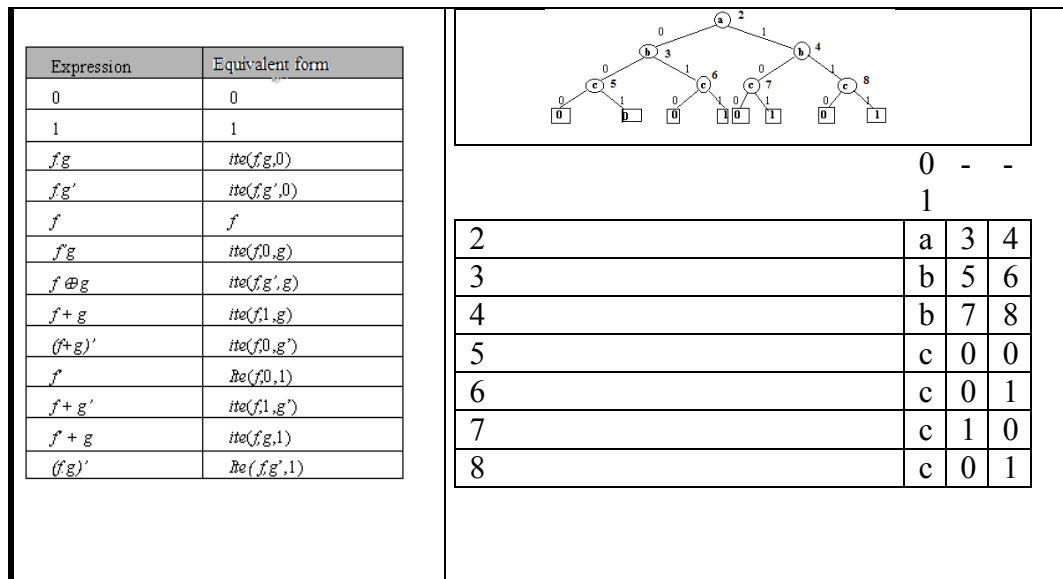 Expression Equivalent form
0 0
1 1
f.g ite(f,g,0)
f.g' ite(f,g',0)
f f
f'g ite(f,0,g)
f ⊕ g ite(f,g',g)
f + g ite(f,1,g)
(f+g)' ite(f,0,g')
f' Ite(f,0,1)
f + g' ite(f,1,g')
f' + g ite(f,g,1)
(f.g)' Ite(f,g',1)
a 2
0 1
b 3 b 4
0 1 0 1
c 5 c 6 c 7 c 8
0 1 0 1 0 1 0 1
0 0 0 1 0 1 0 1
0 - -
1
2 a 3 4
3 b 5 6
4 b 7 8
5 c 0 0
6 c 0 1
7 c 1 0
8 c 0 1